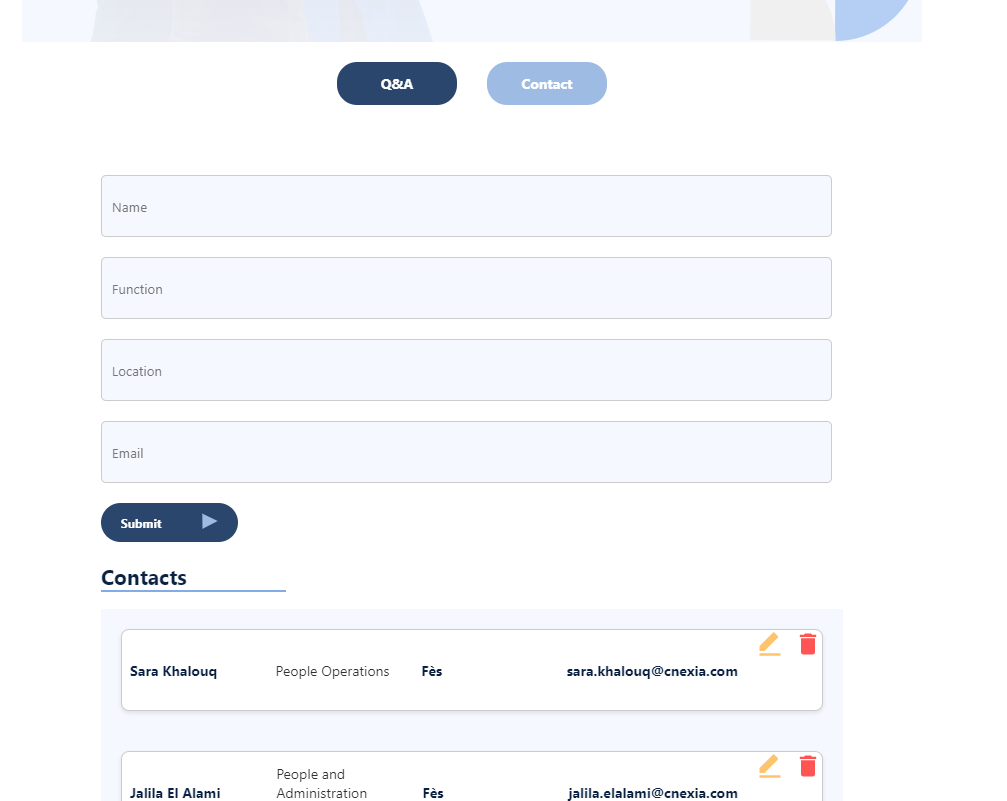 Q&A
Contact
Name
Function
Location
Email
Submit
Contacts
Sara Khalouq People Operations Fès sara.khalouq@cnexia.com
People and
Jalila El Alami Administration Fès jalila.elalami@cnexia.com